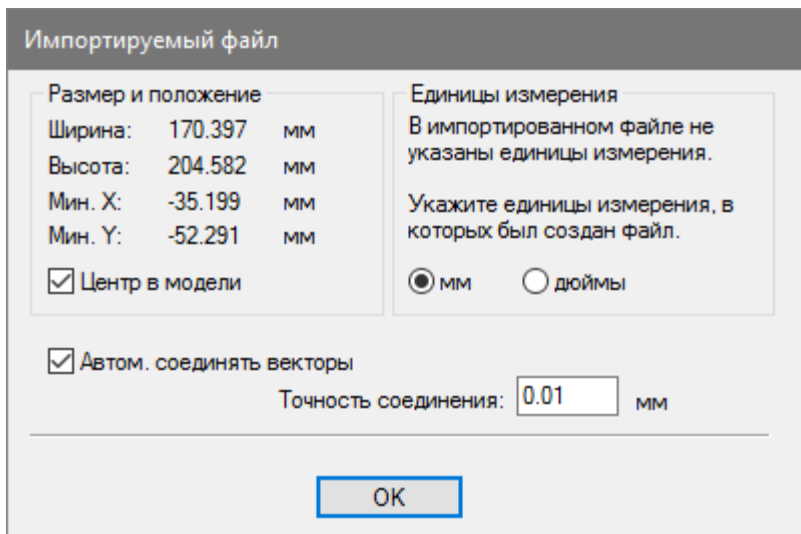 Импортируемый файл
Размер и положение
Ширина: 170.397 мм
Высота: 204.582 мм
Мин. X: -35.199 мм
Мин. Y: -52.291 мм
Центр в модели
Единицы измерения
В импортированном файле не
указаны единицы измерения.
Укажите единицы измерения, в
которых был создан файл.
мм дюймы
Автом. соединять векторы
Точность соединения: 0.01 мм
OK